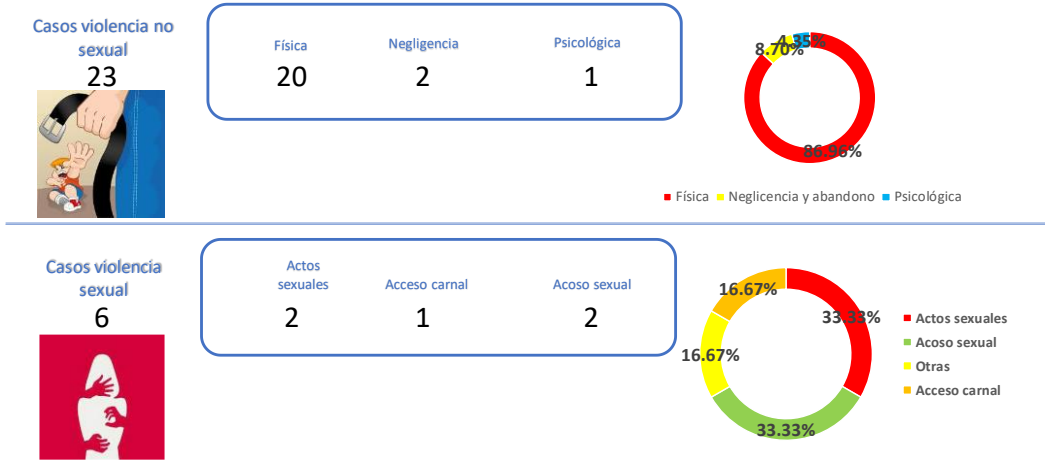 Casos violencia no
sexual
23
Física
Negligencia
Psicológica
20
2
1
4.35%
8.70%
86.96%
Física
Neglicencia y abandono
Psicológica
Casos violencia
sexual
6
Actos
sexuales
Acceso carnal
Acoso sexual
2
1
2
16.67%
33.33%
16.67%
33.33%
Actos sexuales
Acoso sexual
Otras
Acceso carnal